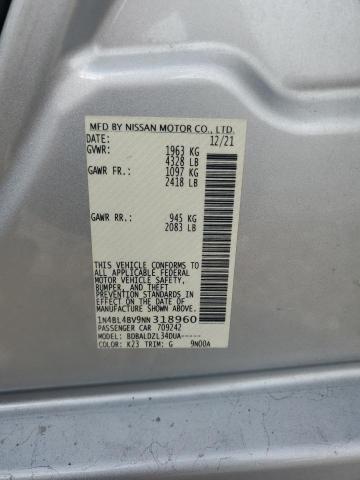 MFD BY NISSAN MOTOR CO., LTD.
DATE: 12/21
GVWR: 1963 KG
4328 LB
GAWR FR.: 1097 KG
2418 LB
GAWR RR.: 945 KG
2083 LB
THIS VEHICLE CONFORMS TO ALL
APPLICABLE FEDERAL MOTOR VEHICLE SAFETY,
BUMPER, AND THEFT PREVENTION
STANDARDS IN EFFECT ON THE DATE OF
MANUFACTURE SHOWN ABOVE.
1N4BL4BV9NN318960
PASSENGER CAR 709242
MODEL: BDBALDZL34DUA-----
COLOR: K23 TRIM: G 9N00A